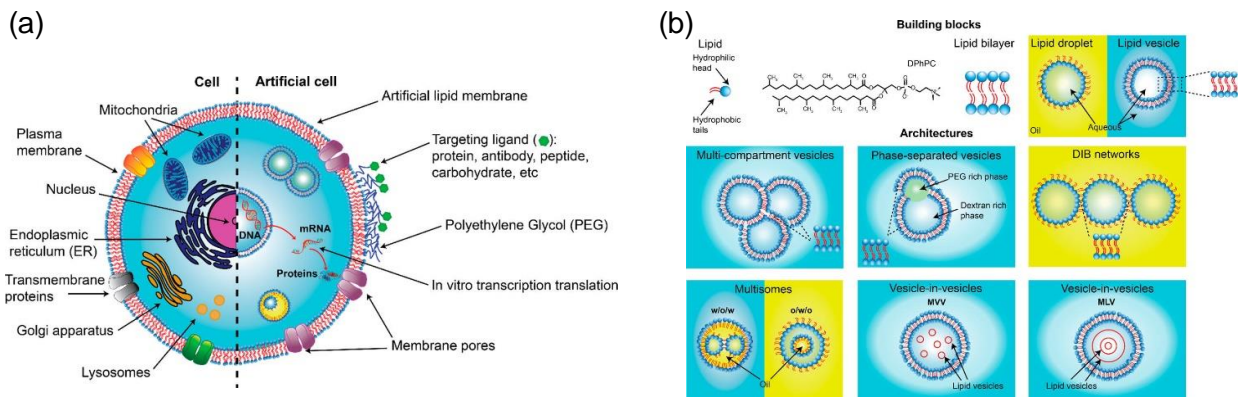 (a)
Cell
Artificial cell
Mitochondria
Plasma
membrane
Nucleus
Endoplasmic
reticulum (ER)
Transmembrane
proteins
Golgi apparatus
Lysosomes
DNA
mRNA
Proteins
Artificial lipid membrane
Targeting ligand ( ):
protein, antibody, peptide,
carbohydrate, etc
Polyethylene Glycol (PEG)
In vitro transcription translation
Membrane pores
(b)
Building blocks
Lipid
Hydrophilic
head
Hydrophobic
tails
DPhPC
Lipid bilayer
Lipid droplet
Lipid vesicle
Oil
Aqueous
Architectures
Multi-compartment vesicles
Phase-separated vesicles
PEG rich phase
Dextran rich
phase
DIB networks
Multisomes
w/o/w
o/w/o
Oil
Vesicle-in-vesicles
MVV
Lipid vesicles
Vesicle-in-vesicles
MLV
Lipid vesicles